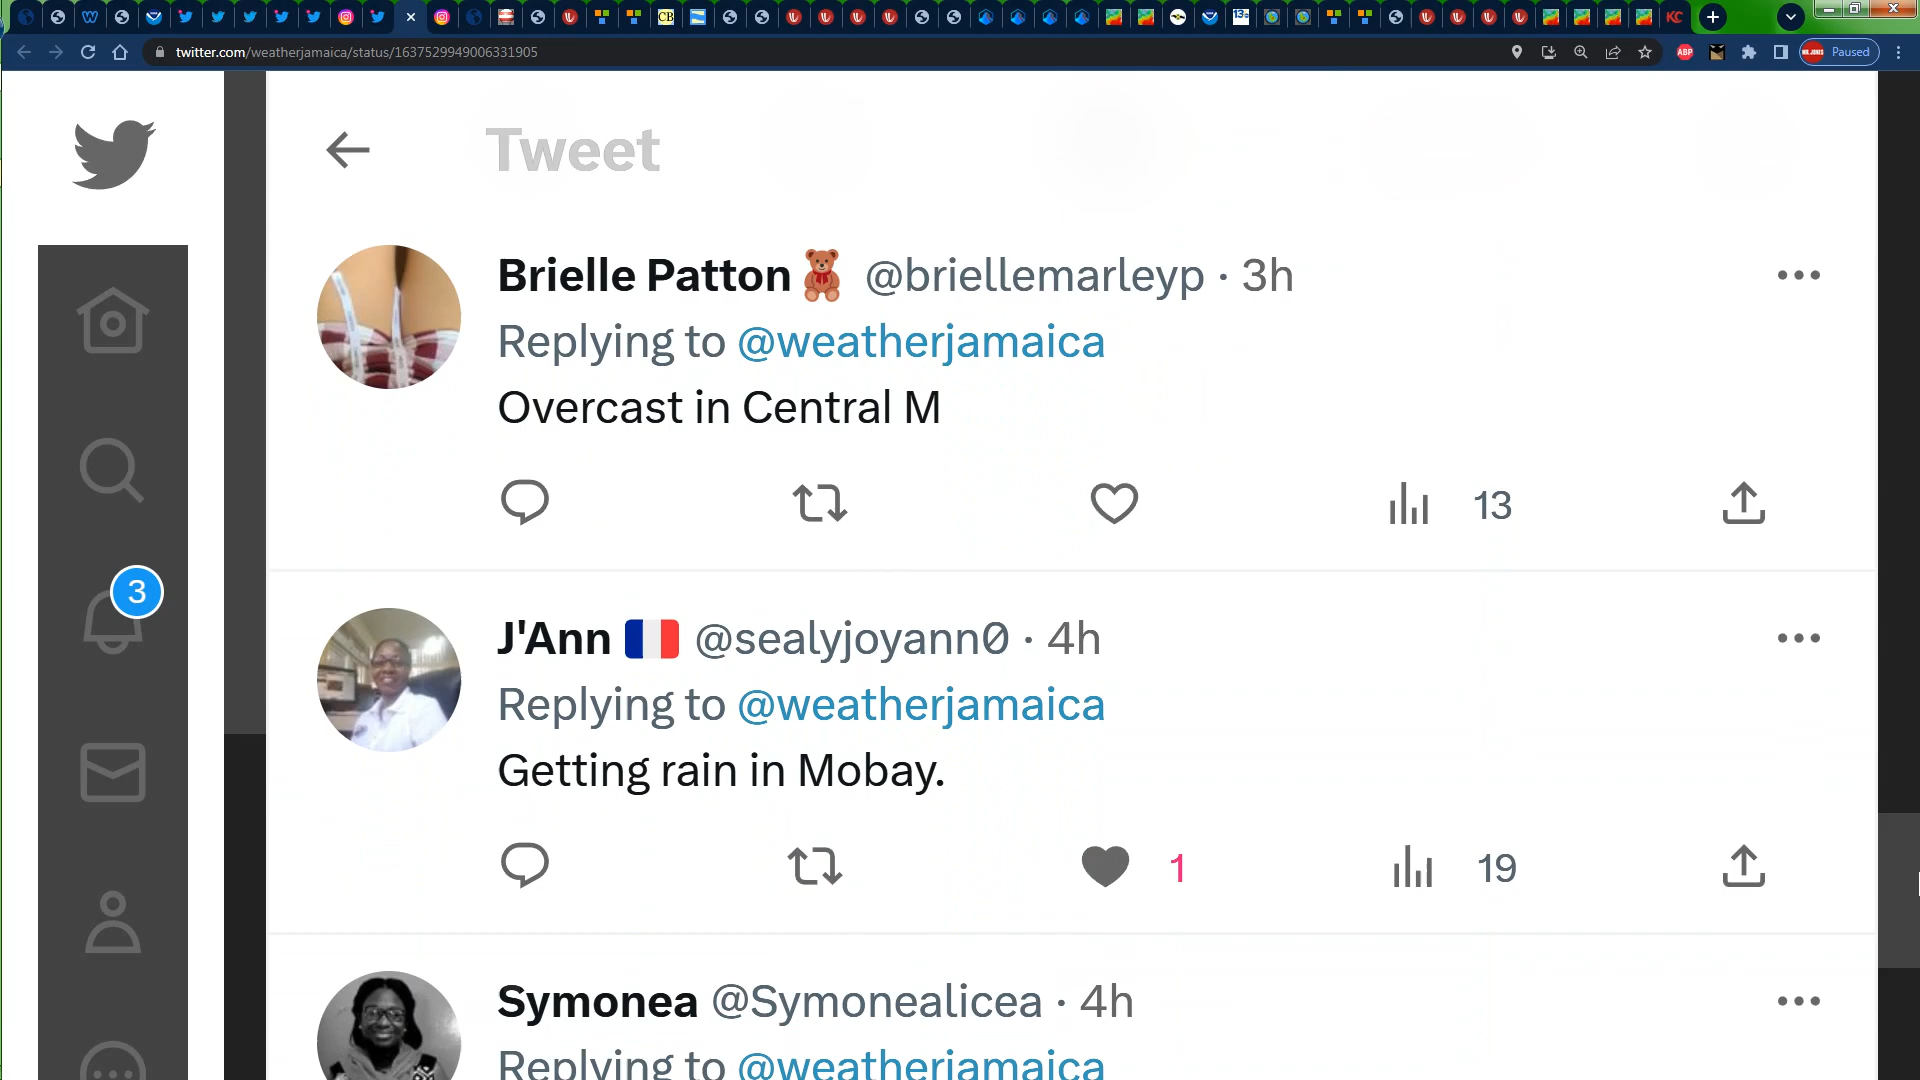 twitter.com/weatherjamaica/status/1637529949006331905
ABP
Paused
Tweet
Brielle Patton🧸 @briellemarleyp · 3h
Replying to @weatherjamaica
Overcast in Central M
13
3
J'Ann 🇫🇷 @sealyjoyann0 · 4h
Replying to @weatherjamaica
Getting rain in Mobay.
1 19
Symonea @Symonealicea · 4h
Replying to @weatherjamaica